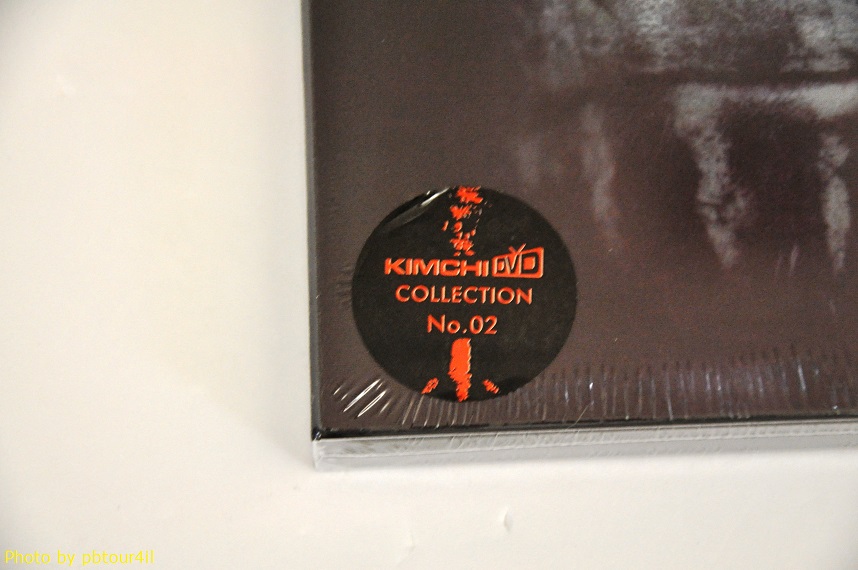 KIMCHI DVD
COLLECTION
No.02
Photo by pbtour4ll